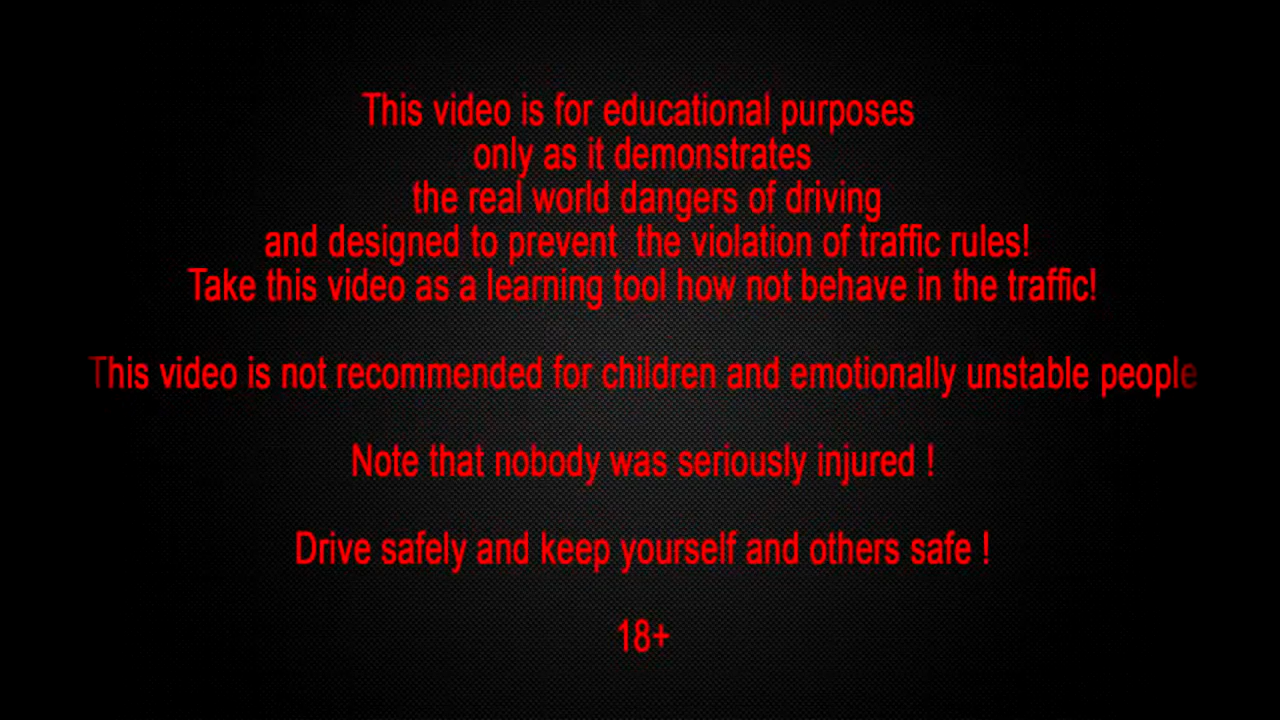 This video is for educational purposes
only as it demonstrates
the real world dangers of driving
and designed to prevent  the violation of traffic rules!
Take this video as a learning tool how not behave in the traffic!
This video is not recommended for children and emotionally unstable people
Note that nobody was seriously injured !
Drive safely and keep yourself and others safe !
18+